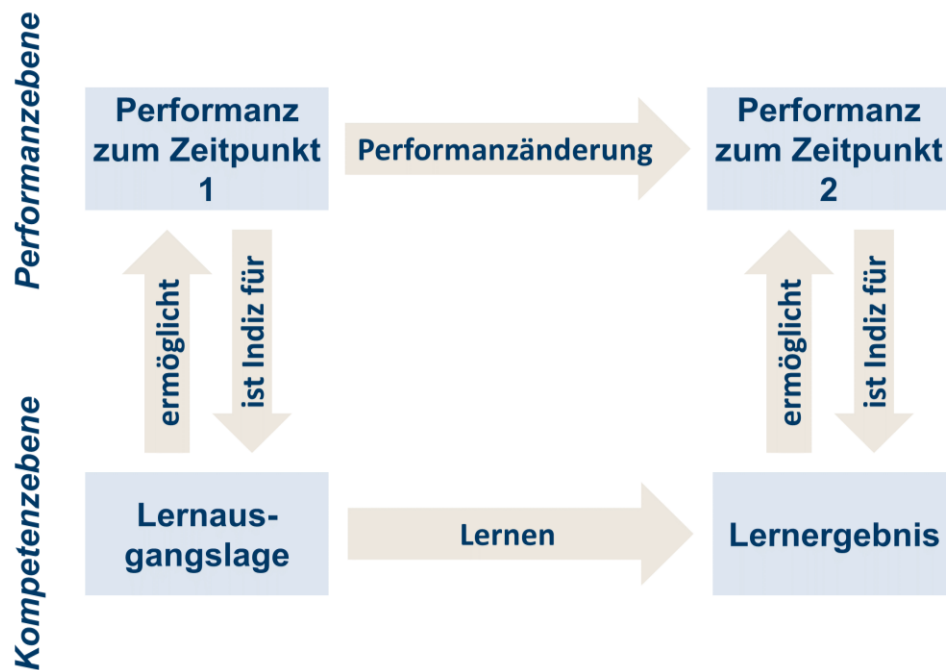 Performanzebene
Performanz
zum Zeitpunkt
1
Performanzänderung
Performanz
zum Zeitpunkt
2
ermöglicht
ist Indiz für
ermöglicht
ist Indiz für
Kompetenzebene
Lernaus-
gangslage
Lernen
Lernergebnis